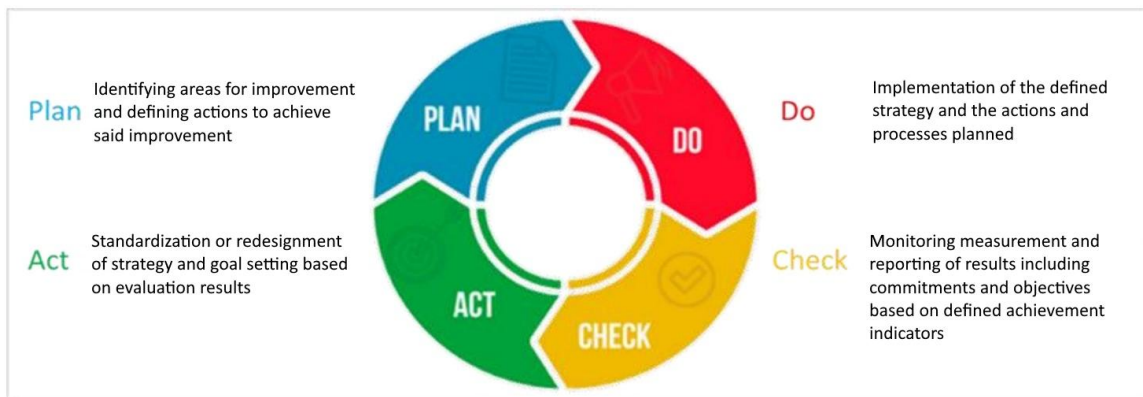 Plan
Identifying areas for improvement
and defining actions to achieve
said improvement
PLAN
DO
Do
Implementation of the defined
strategy and the actions and
processes planned
Act
Standardization or redesignment
of strategy and goal setting based
on evaluation results
ACT
CHECK
Check
Monitoring measurement and
reporting of results including
commitments and objectives
based on defined achievement
indicators